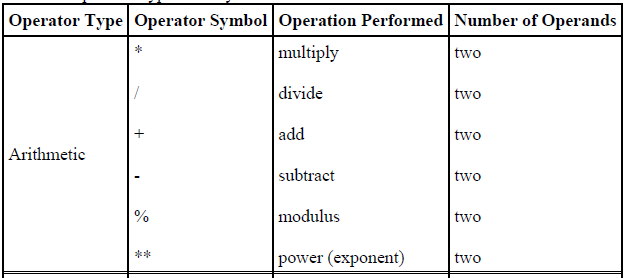 Operator Type Operator Symbol Operation Performed Number of Operands
* multiply two
/ divide two
+ add two
Arithmetic
- subtract two
% modulus two
** power (exponent) two